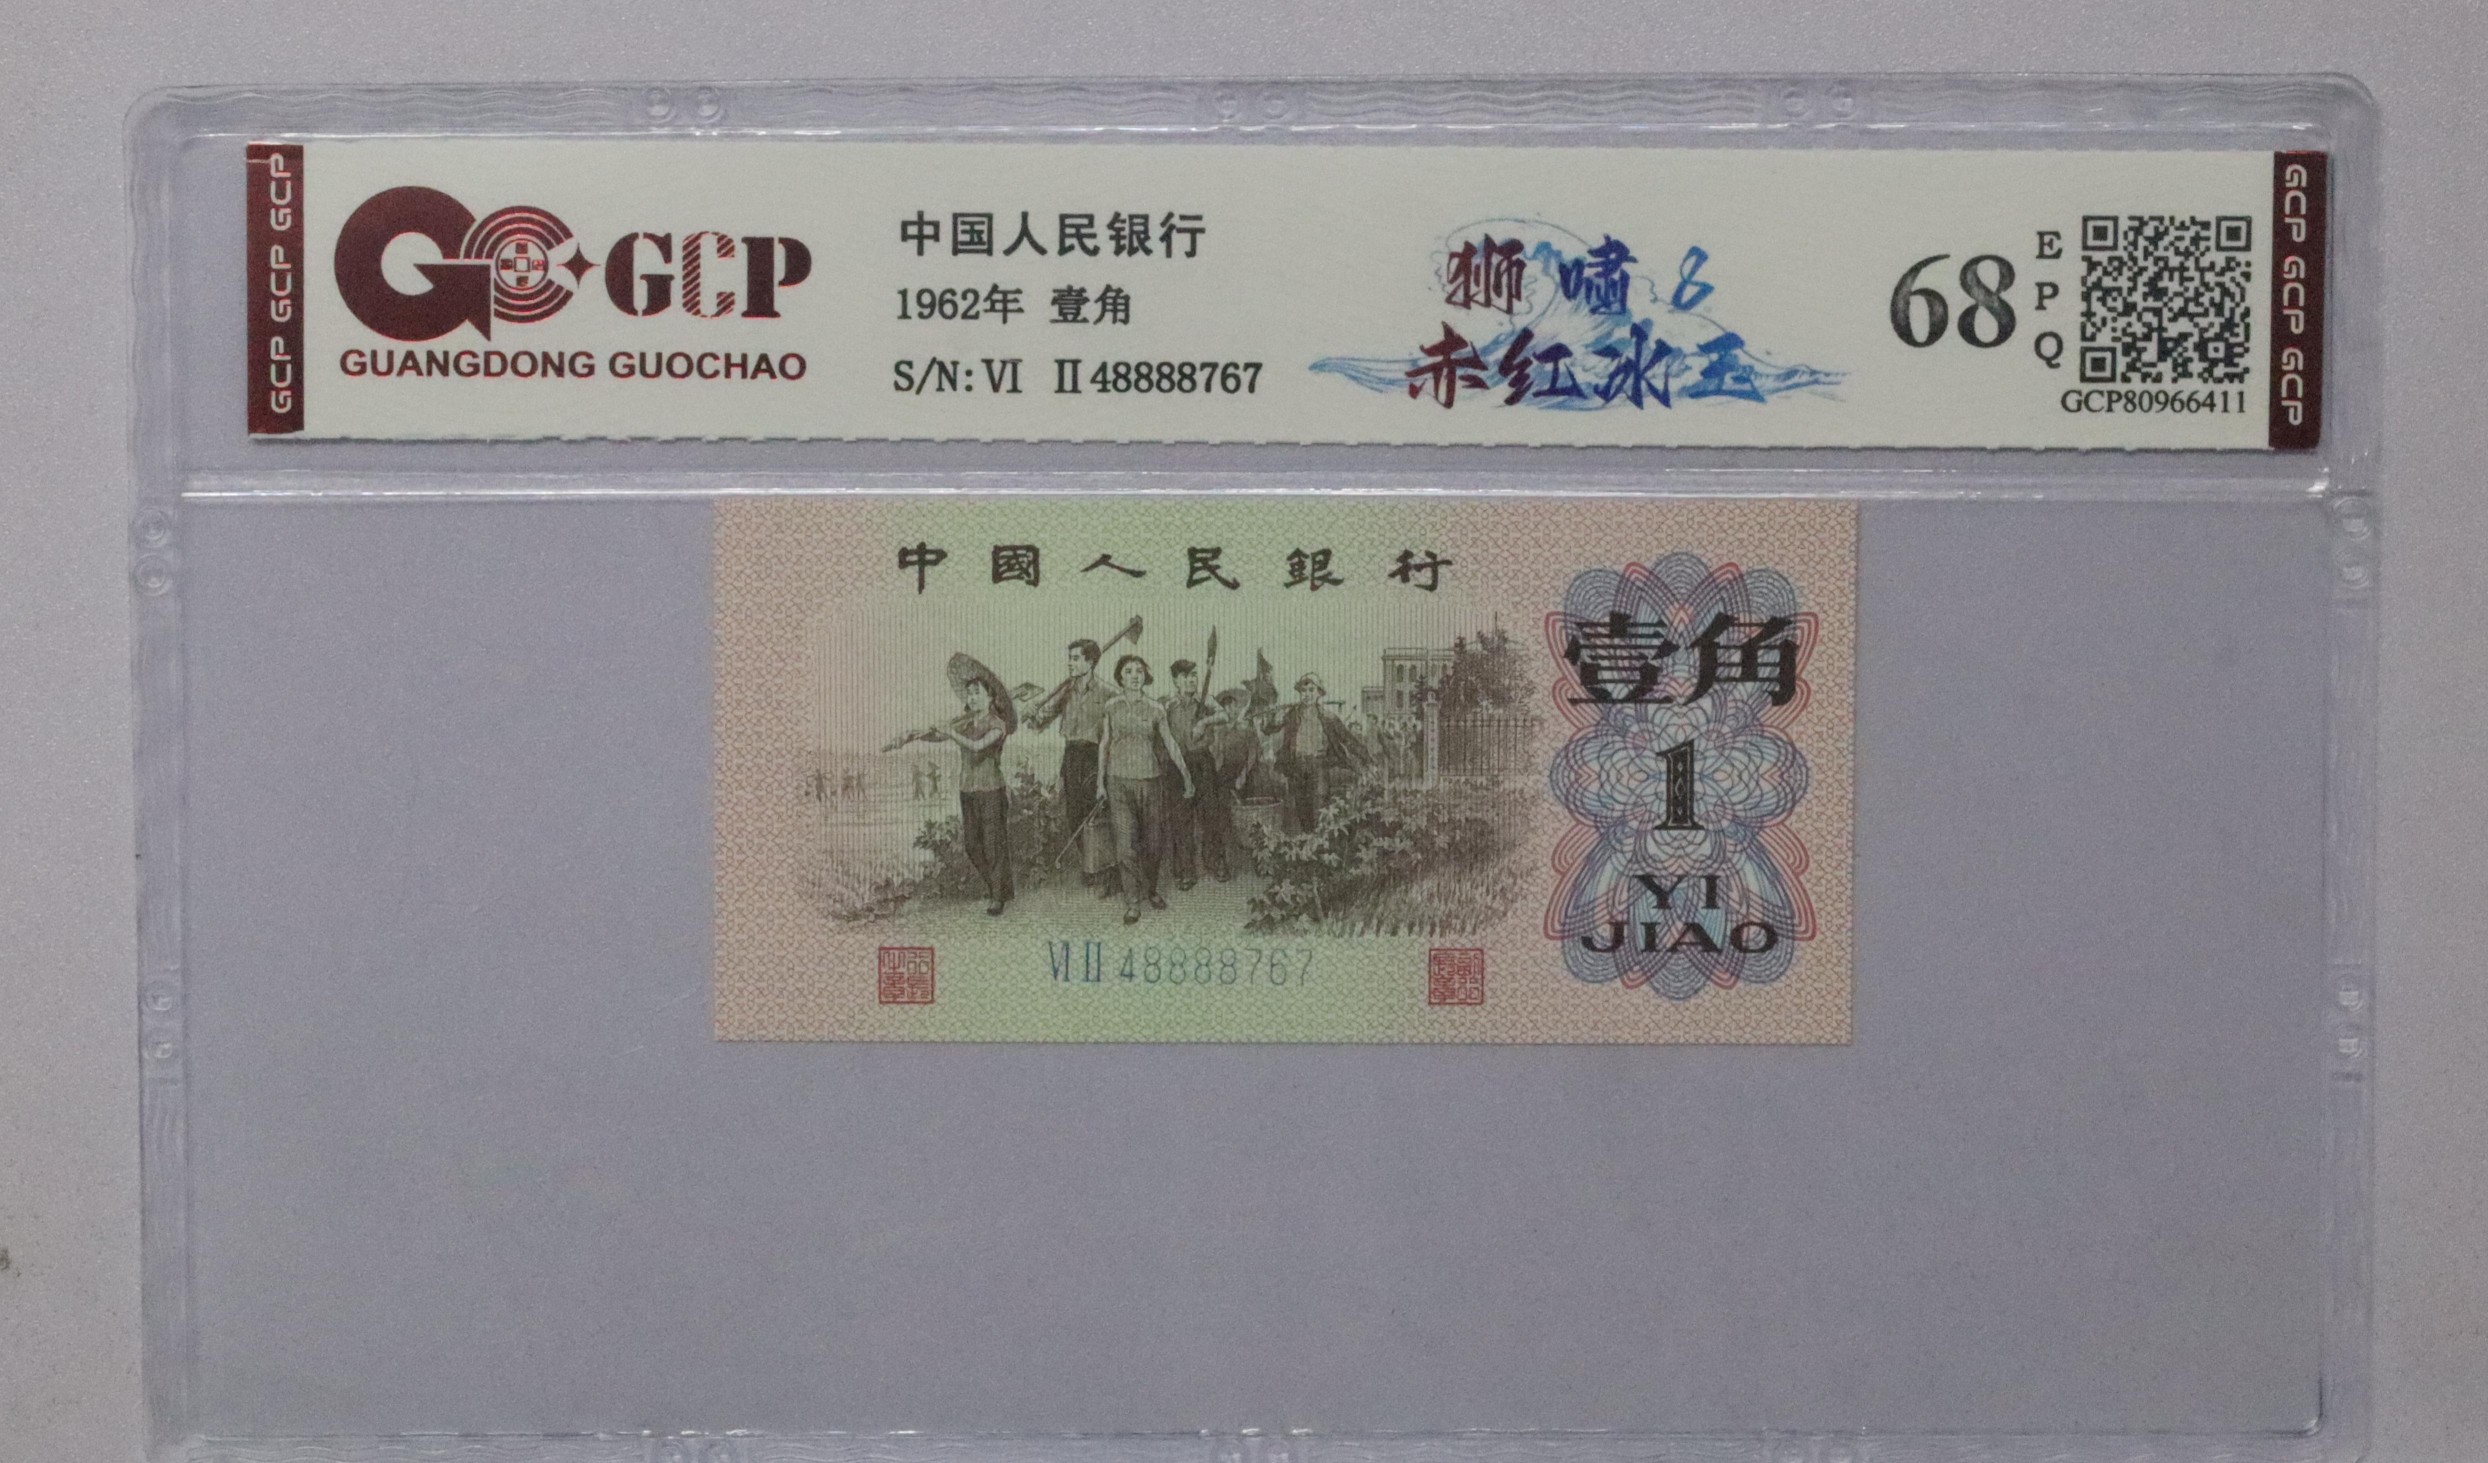 GCP GCP GCP
GCP
GUANGDONG GUOCHAO
中国人民银行
1962年 壹角
S/N: VI II 48888767
狮啸8
赤红冰玉
68
EPQ
GCP80966411
GCP GCP GCP
中國人民銀行
壹角
1
YI
JIAO
VI II 48888767